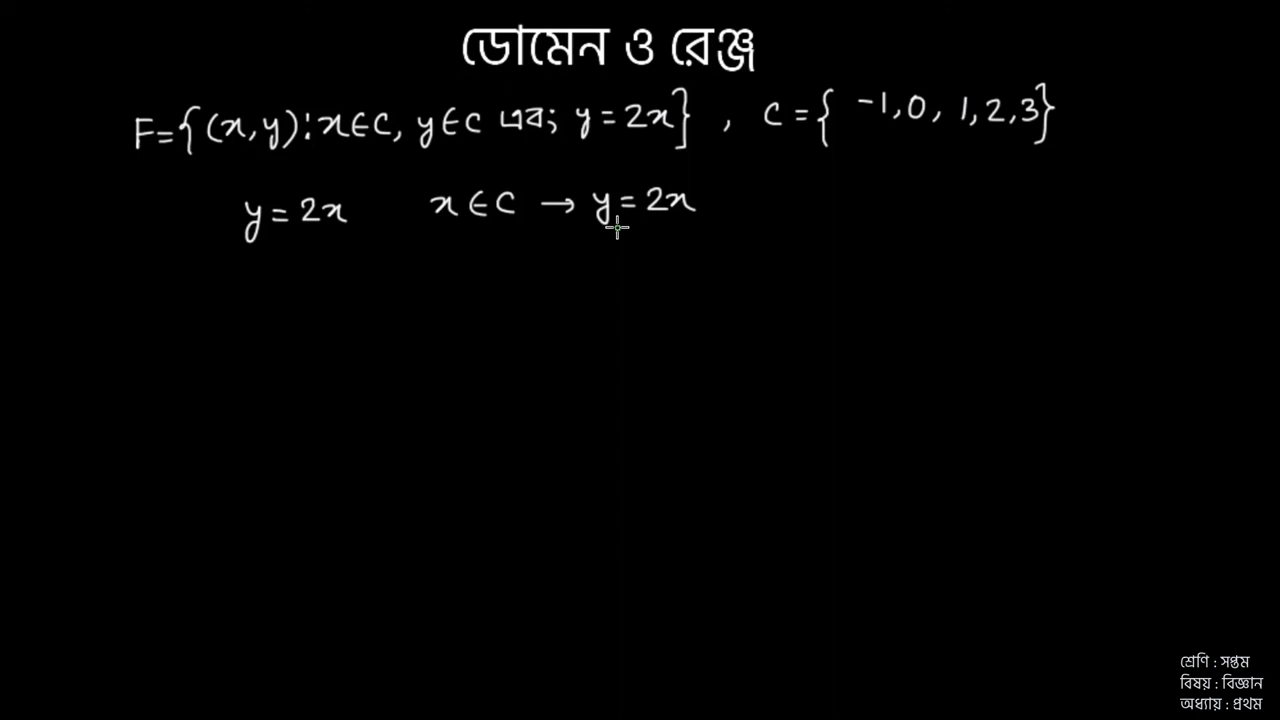 ডোমেন ও রেঞ্জ
F={(x,y):x∈C, y∈C এবং y=2x} , C={ -1,0, 1,2,3}
y=2x x∈C → y=2x
শ্রেণি : সপ্তম
বিষয় : বিজ্ঞান
অধ্যায় : প্রথম